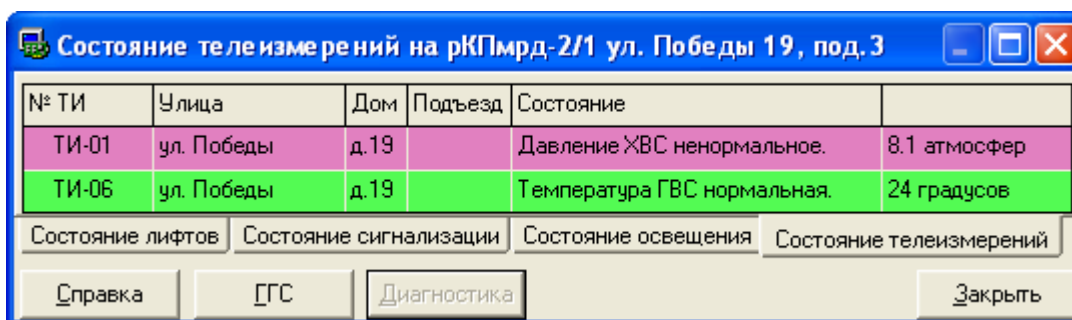 Состояние телеизмерений на рКПмрд-2/1 ул. Победы 19, под.3
№ ТИ Улица Дом Подъезд Состояние
ТИ-01 ул. Победы д.19 Давление ХВС ненормальное. 8.1 атмосфер
ТИ-06 ул. Победы д.19 Температура ГВС нормальная. 24 градусов
Состояние лифтов Состояние сигнализации Состояние освещения Состояние телеизмерений
Справка ГГС Диагностика Закрыть